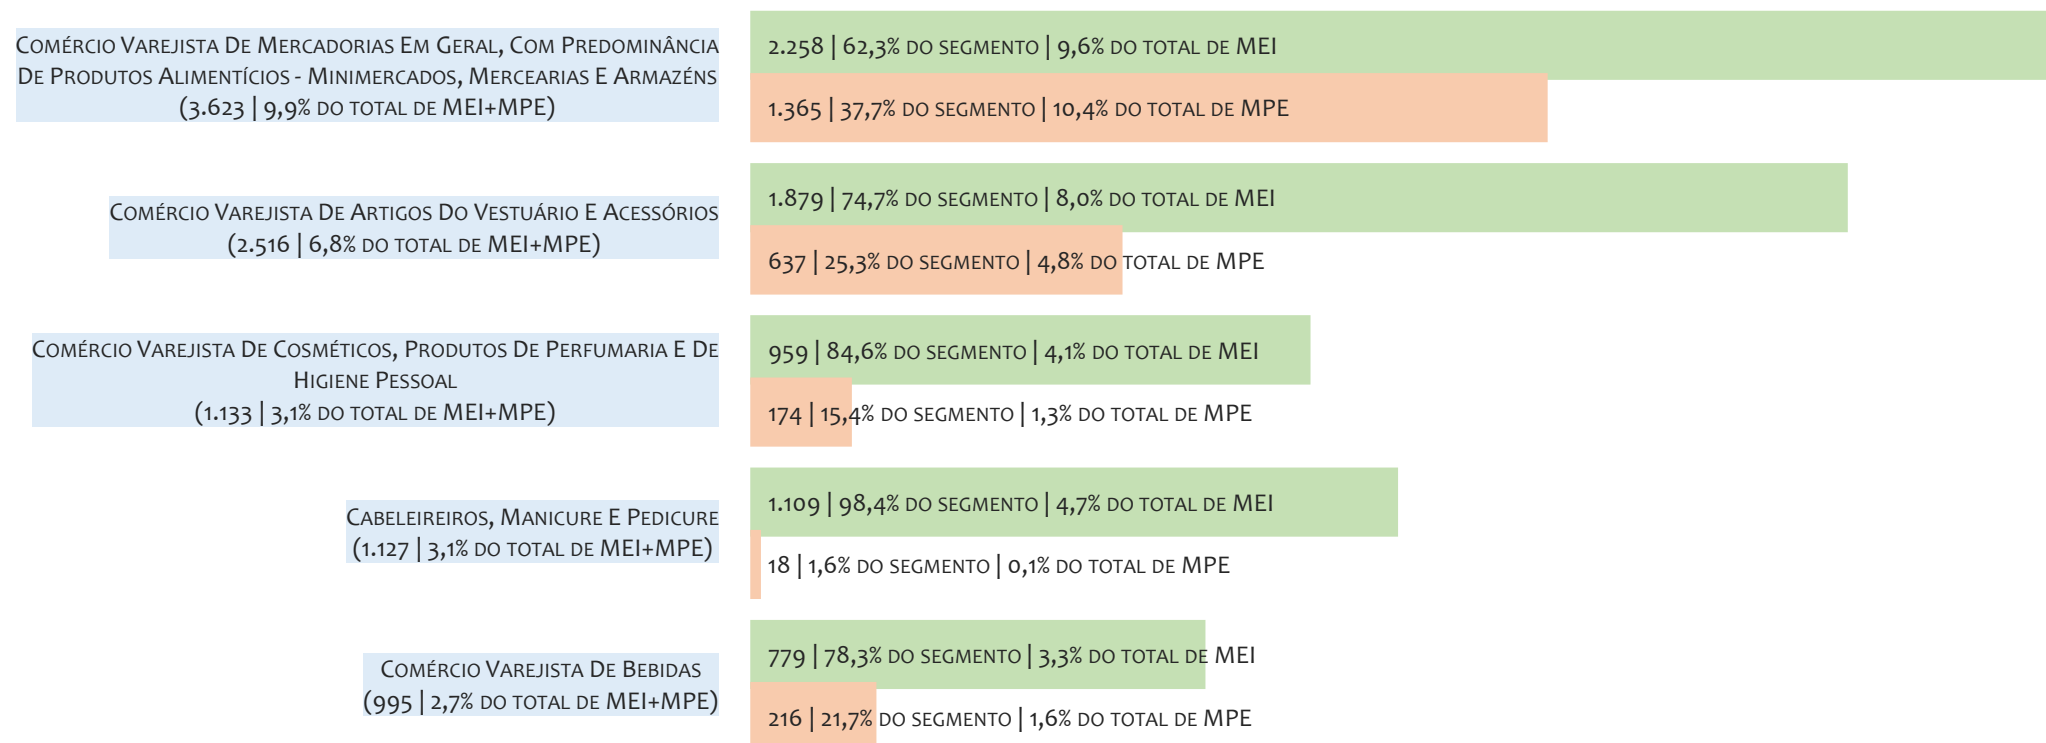 Comércio Varejista De Mercadorias Em Geral, Com Predominância
De Produtos Alimentícios - Minimercados, Mercearias E Armazéns
(3.623 | 9,9% do total de MEI+MPE)
2.258 | 62,3% do segmento | 9,6% do total de MEI
1.365 | 37,7% do segmento | 10,4% do total de MPE
Comércio Varejista De Artigos Do Vestuário E Acessórios
(2.516 | 6,8% do total de MEI+MPE)
1.879 | 74,7% do segmento | 8,0% do total de MEI
637 | 25,3% do segmento | 4,8% do total de MPE
Comércio Varejista De Cosméticos, Produtos De Perfumaria E De
Higiene Pessoal
(1.133 | 3,1% do total de MEI+MPE)
959 | 84,6% do segmento | 4,1% do total de MEI
174 | 15,4% do segmento | 1,3% do total de MPE
Cabeleireiros, Manicure E Pedicure
(1.127 | 3,1% do total de MEI+MPE)
1.109 | 98,4% do segmento | 4,7% do total de MEI
18 | 1,6% do segmento | 0,1% do total de MPE
Comércio Varejista De Bebidas
(995 | 2,7% do total de MEI+MPE)
779 | 78,3% do segmento | 3,3% do total de MEI
216 | 21,7% do segmento | 1,6% do total de MPE